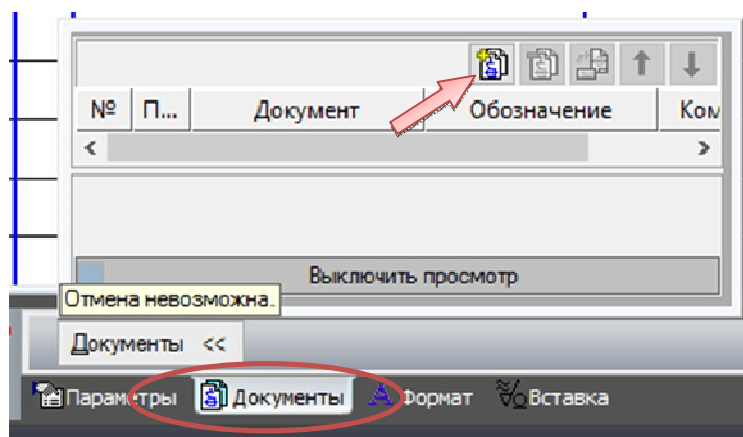 № П... Документ Обозначение Ком
< >
Выключить просмотр
Отмена невозможна.
Документы <<
Параметры Документы Формат Вставка